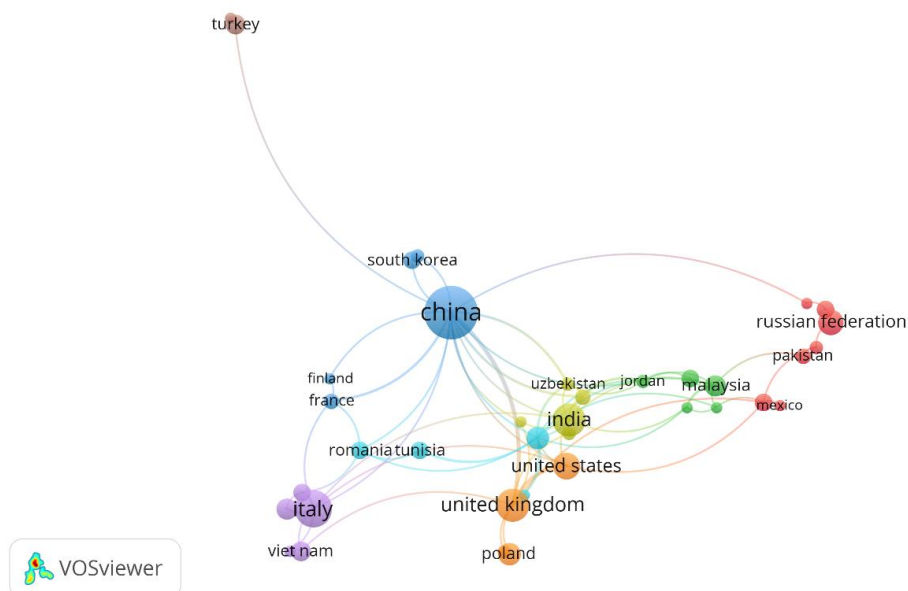 turkey
south korea
china
russian federation
pakistan
finland
uzbekistan
jordan
malaysia
france
mexico
india
romania
tunisia
united states
italy
united kingdom
viet nam
poland
VOSviewer